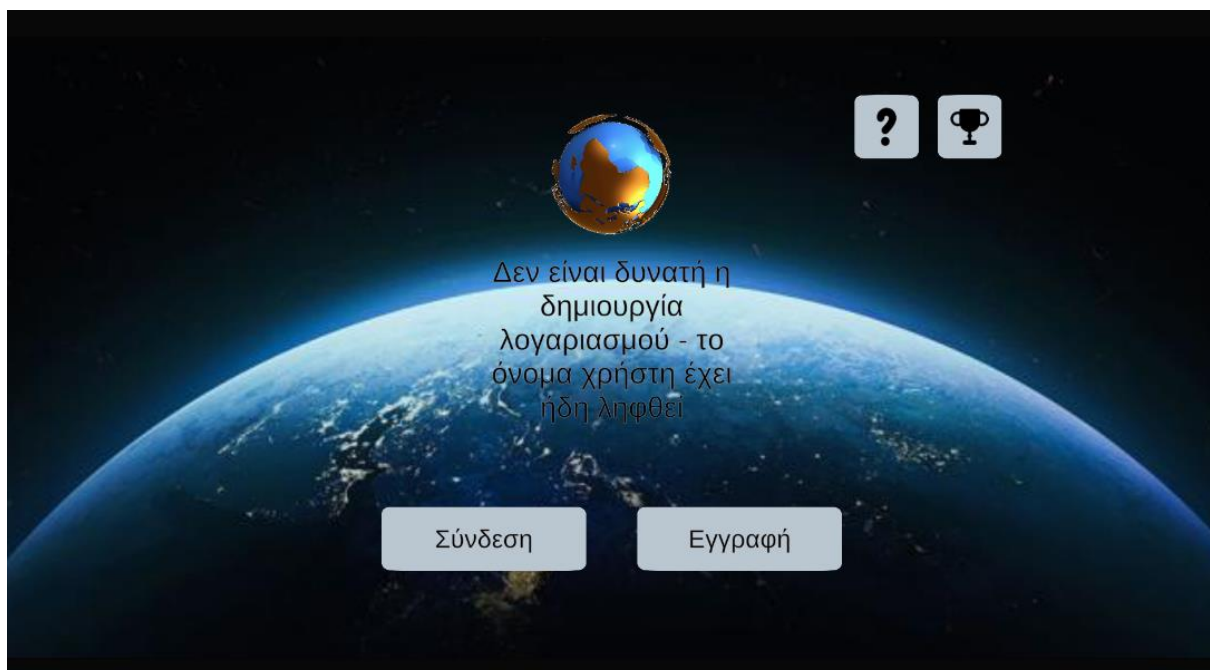 ?
Δεν είναι δυνατή η
δημιουργία
λογαριασμού - το
όνομα χρήστη έχει
ήδη ληφθεί
Σύνδεση
Εγγραφή